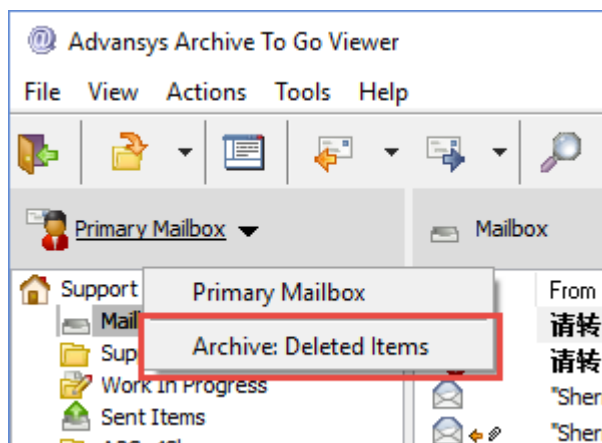 Advansys Archive To Go Viewer
File View Actions Tools Help
Primary Mailbox
Mailbox
Support
Primary Mailbox
From
Mail
请转
Archive: Deleted Items
Sup
请转
Work In Progress
"Sher
Sent Items
"Sher